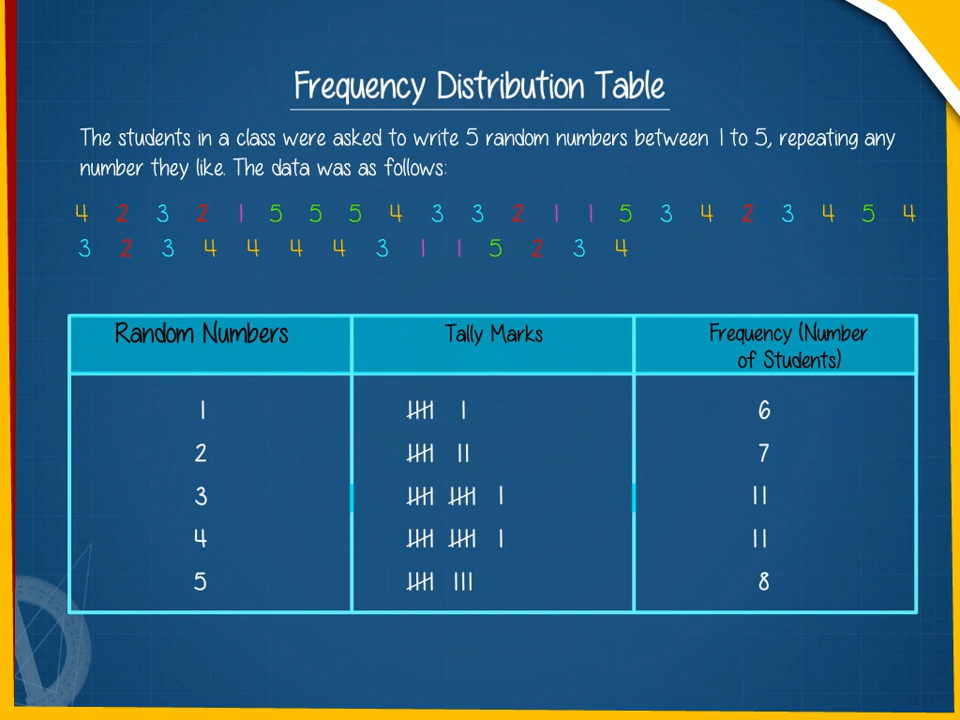 Frequency Distribution Table
The students in a class were asked to write 5 random numbers between 1 to 5, repeating any
number they like. The data was as follows:
4 2 3 2 1 5 5 5 4 3 3 2 1 1 5 3 4 2 3 4 5 4
3 2 3 4 4 4 4 3 1 1 5 2 3 4
Random Numbers Tally Marks Frequency (Number
of Students)
1 𝍸 | 6
2 𝍸 || 7
3 𝍸 𝍸 | 11
4 𝍸 𝍸 | 11
5 𝍸 ||| 8